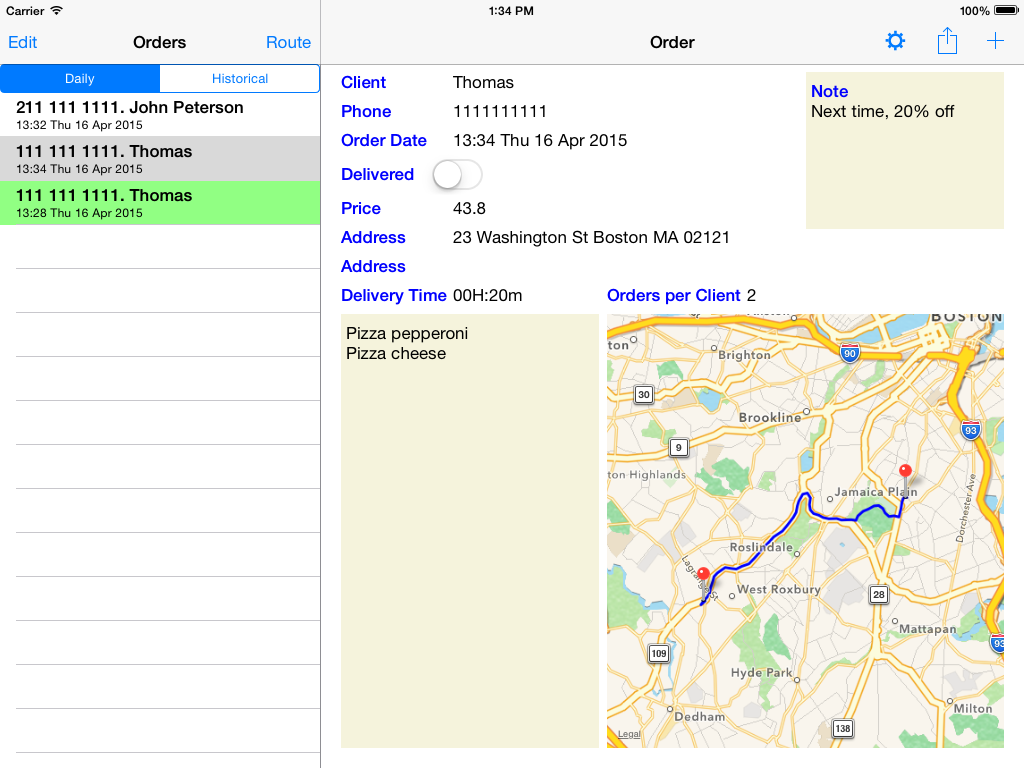 Carrier 1:34 PM 100%
Edit Orders Route
Order
Daily Historical
211 111 1111. John Peterson
13:32 Thu 16 Apr 2015
111 111 1111. Thomas
13:34 Thu 16 Apr 2015
111 111 1111. Thomas
13:28 Thu 16 Apr 2015
Client Thomas
Phone 1111111111
Order Date 13:34 Thu 16 Apr 2015
Delivered
Price 43.8
Address 23 Washington St Boston MA 02121
Address
Delivery Time 00H:20m
Orders per Client 2
Note
Next time, 20% off
Pizza pepperoni
Pizza cheese
BOSTON
ton
Brighton
90
30
Brookline
93
9
ton Highlands
Jamaica Plain
Dorchester Ave
Roslindale
West Roxbury
28
Mattapan
93
109
Hyde Park
Milton
Dedham
138
Legal